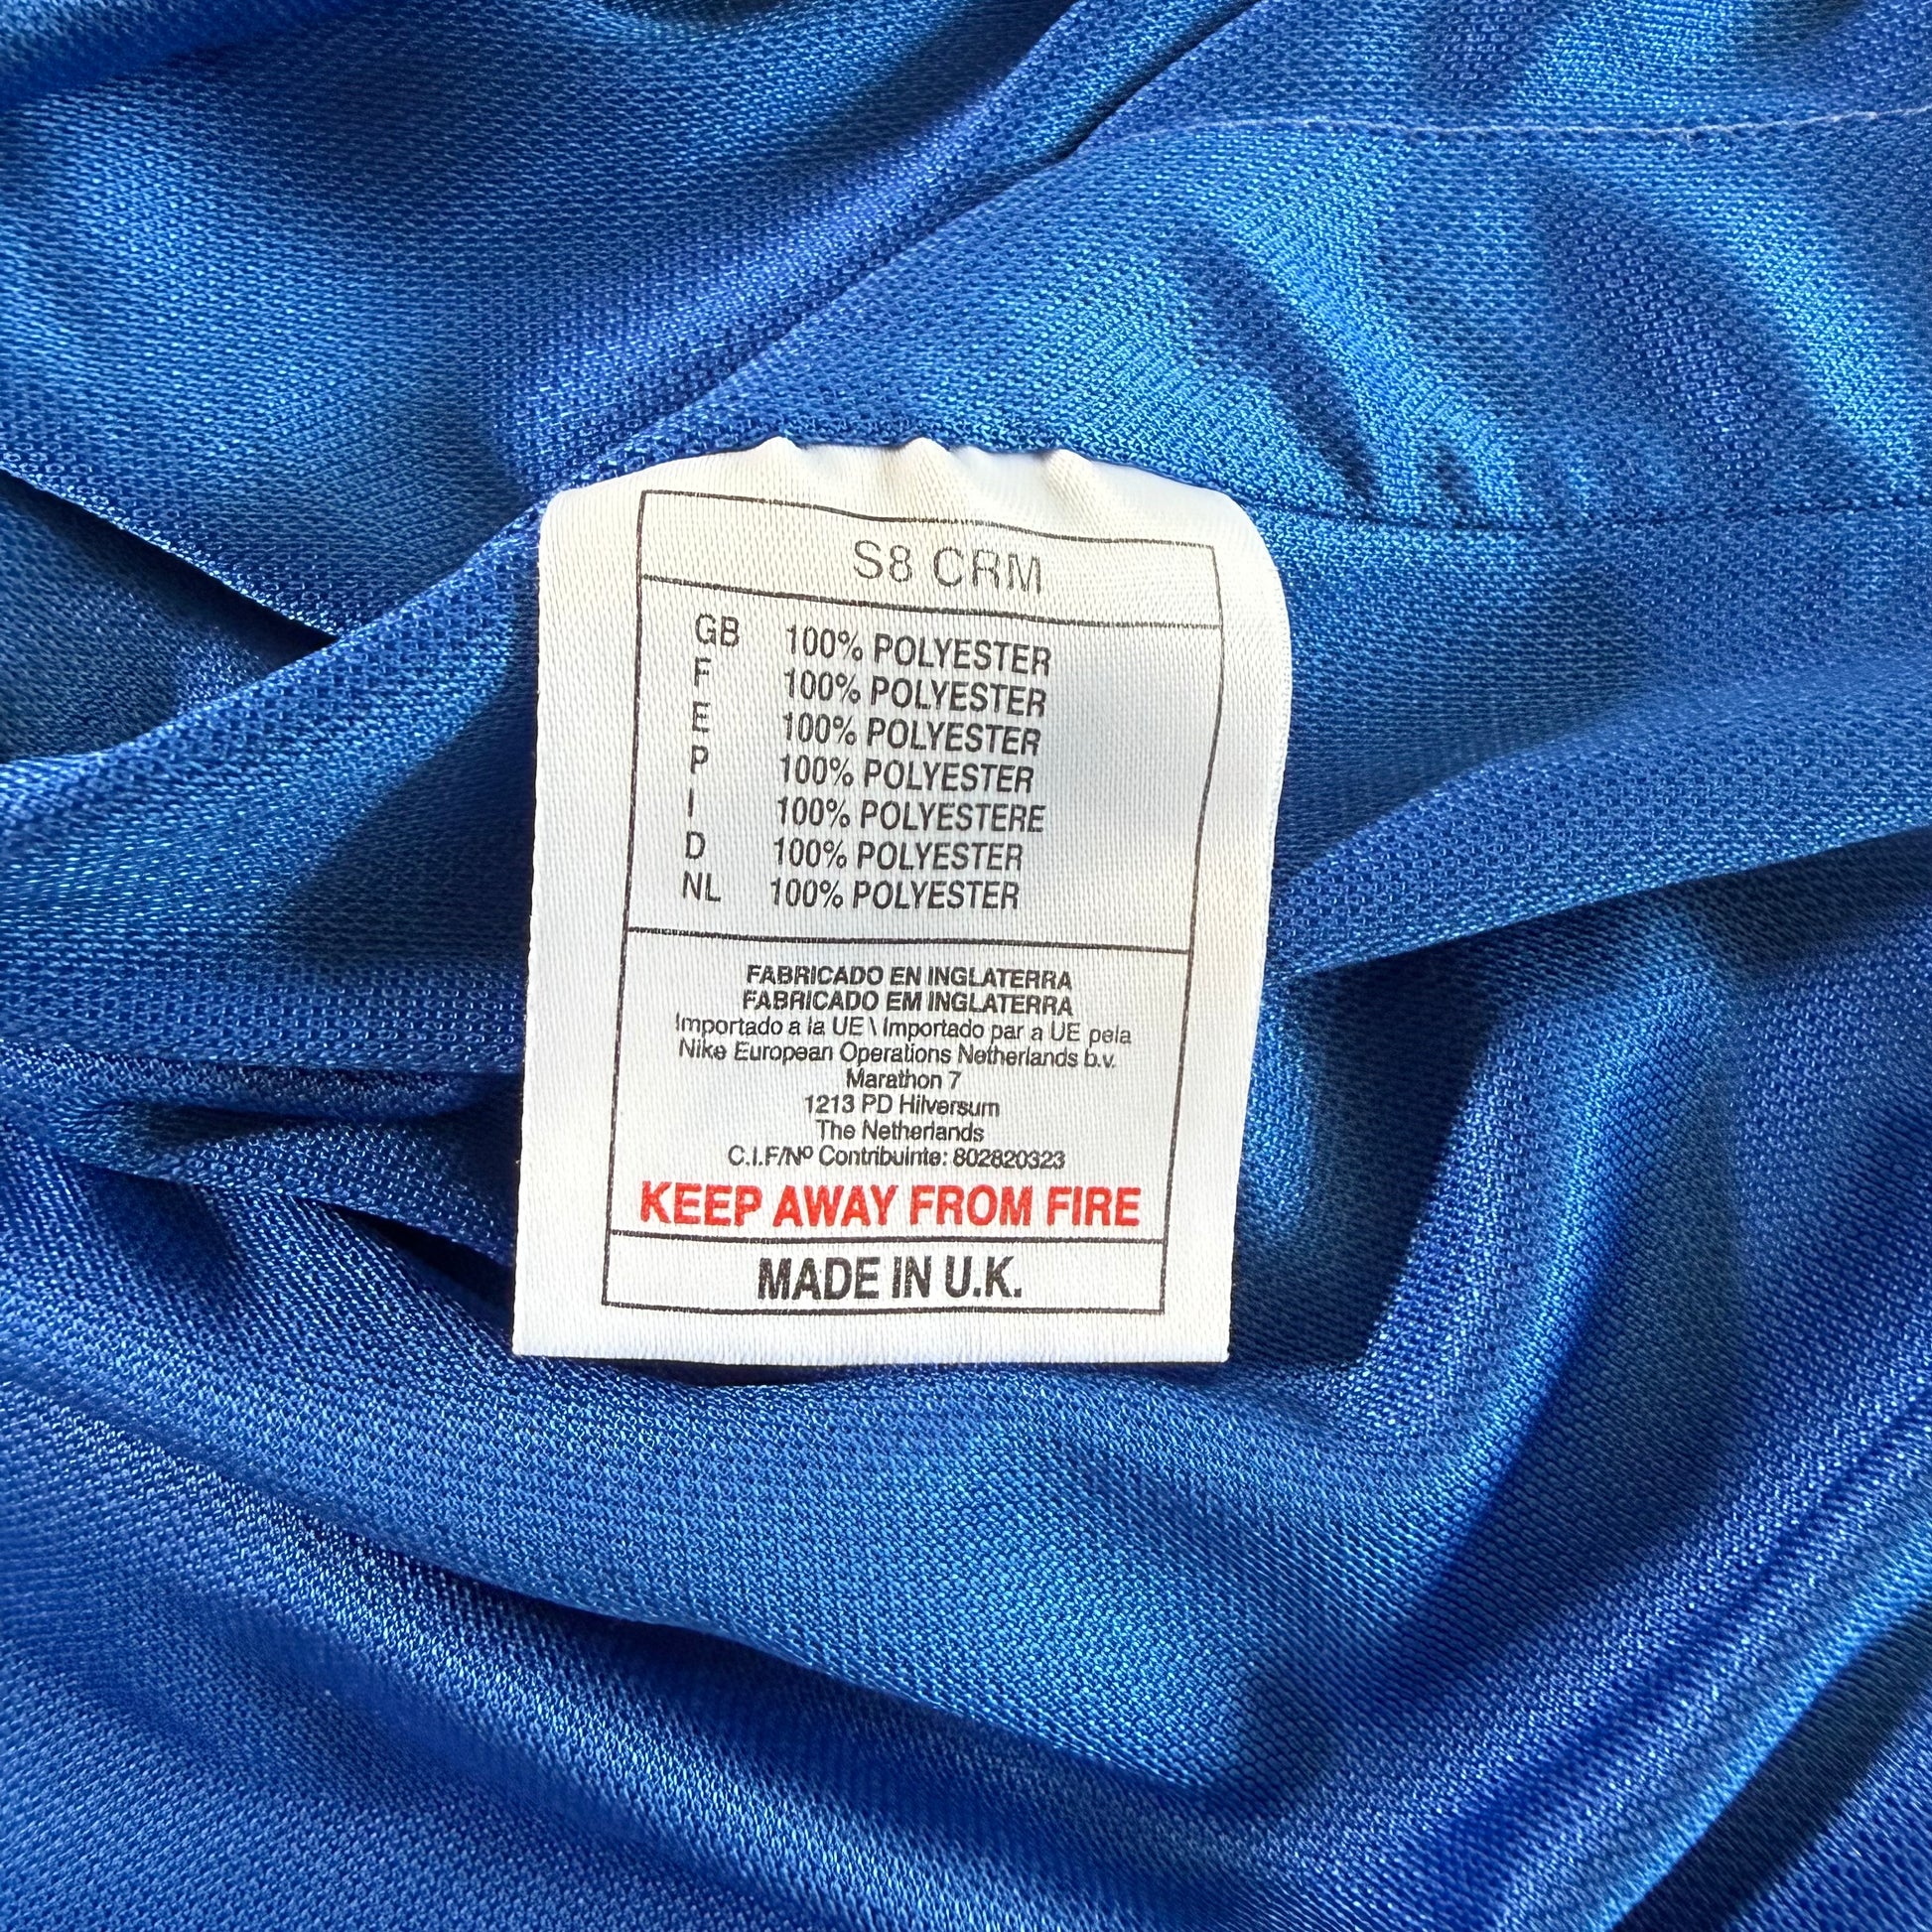 S8 CRM
GB 100% POLYESTER
F 100% POLYESTER
E 100% POLYESTER
P 100% POLYESTER
I 100% POLYESTERE
D 100% POLYESTER
NL 100% POLYESTER
FABRICADO EN INGLATERRA
FABRICADO EM INGLATERRA
Importado a la UE \ Importado par a UE pela
Nike European Operations Netherlands b.v.
Marathon 7
1213 PD Hilversum
The Netherlands
C.I.F/Nº Contribuinte: 802820323
KEEP AWAY FROM FIRE
MADE IN U.K.